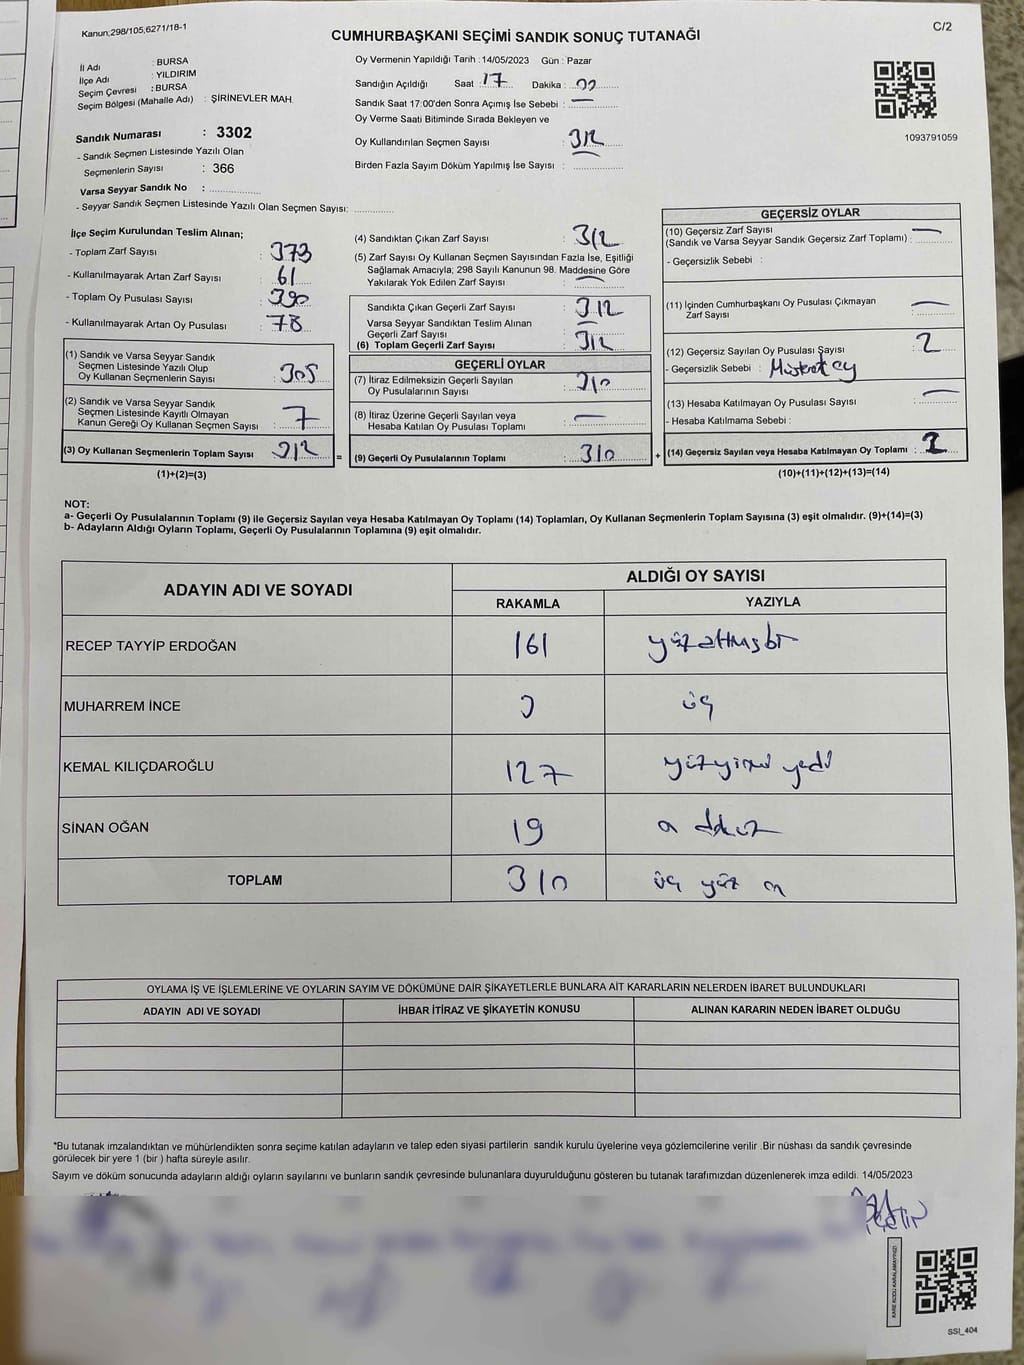 Kanun;298/105,6271/18-1
C/2
CUMHURBAŞKANI SEÇİMİ SANDIK SONUÇ TUTANAĞI
İl Adı : BURSA
İlçe Adı : YILDIRIM
Seçim Çevresi : BURSA
Seçim Bölgesi (Mahalle Adı) : ŞİRİNEVLER MAH.
Sandık Numarası : 3302
- Sandık Seçmen Listesinde Yazılı Olan
Seçmenlerin Sayısı : 366
Varsa Seyyar Sandık No :
- Seyyar Sandık Seçmen Listesinde Yazılı Olan Seçmen Sayısı:
Oy Vermenin Yapıldığı Tarih : 14/05/2023 Gün : Pazar
Sandığın Açıldığı Saat : 17 Dakika :
Sandık Saat 17:00'den Sonra Açımış İse Sebebi : —
Oy Verme Saati Bitiminde Sırada Bekleyen ve
Oy Kullandırılan Seçmen Sayısı : 312
Birden Fazla Sayım Döküm Yapılmış İse Sayısı :
1093791059
İlçe Seçim Kurulundan Teslim Alınan;
- Toplam Zarf Sayısı : 373
- Kullanılmayarak Artan Zarf Sayısı : 61
- Toplam Oy Pusulası Sayısı : 390
- Kullanılmayarak Artan Oy Pusulası : 78
(1) Sandık ve Varsa Seyyar Sandık
Seçmen Listesinde Yazılı Olup
Oy Kullanan Seçmenlerin Sayısı : 305
(2) Sandık ve Varsa Seyyar Sandık
Seçmen Listesinde Kayıtlı Olmayan
Kanun Gereği Oy Kullanan Seçmen Sayısı : 7
(3) Oy Kullanan Seçmenlerin Toplam Sayısı : 312 =
(1)+(2)=(3)
(4) Sandıktan Çıkan Zarf Sayısı : 312
(5) Zarf Sayısı Oy Kullanan Seçmen Sayısından Fazla İse, Eşitliği
Sağlamak Amacıyla; 298 Sayılı Kanunun 98. Maddesine Göre
Yakılarak Yok Edilen Zarf Sayısı : —
Sandıkta Çıkan Geçerli Zarf Sayısı : 312
Varsa Seyyar Sandıktan Teslim Alınan
Geçerli Zarf Sayısı : —
(6) Toplam Geçerli Zarf Sayısı : 312
GEÇERLİ OYLAR
(7) İtiraz Edilmeksizin Geçerli Sayılan
Oy Pusulalarının Sayısı : 310
(8) İtiraz Üzerine Geçerli Sayılan veya
Hesaba Katılan Oy Pusulası Toplamı : —
(9) Geçerli Oy Pusulalarının Toplamı : 310 +
GEÇERSİZ OYLAR
(10) Geçersiz Zarf Sayısı
(Sandık ve Varsa Seyyar Sandık Geçersiz Zarf Toplamı) : —
- Geçersizlik Sebebi :
(11) İçinden Cumhurbaşkanı Oy Pusulası Çıkmayan
Zarf Sayısı : —
(12) Geçersiz Sayılan Oy Pusulası Sayısı : 2
- Geçersizlik Sebebi : Müşterek oy
(13) Hesaba Katılmayan Oy Pusulası Sayısı : —
- Hesaba Katılmama Sebebi :
(14) Geçersiz Sayılan veya Hesaba Katılmayan Oy Toplamı : 2
(10)+(11)+(12)+(13)=(14)
NOT:
a- Geçerli Oy Pusulalarının Toplamı (9) ile Geçersiz Sayılan veya Hesaba Katılmayan Oy Toplamı (14) Toplamları, Oy Kullanan Seçmenlerin Toplam Sayısına (3) eşit olmalıdır. (9)+(14)=(3)
b- Adayların Aldığı Oyların Toplamı, Geçerli Oy Pusulalarının Toplamına (9) eşit olmalıdır.
ADAYIN ADI VE SOYADI
ALDIĞI OY SAYISI
RAKAMLA YAZIYLA
RECEP TAYYİP ERDOĞAN 161 yüzatmışbir
MUHARREM İNCE 3 üç
KEMAL KILIÇDAROĞLU 127 yüzyirmi yedi
SİNAN OĞAN 19 on dokuz
TOPLAM 310 üç yüz on
OYLAMA İŞ VE İŞLEMLERİNE VE OYLARIN SAYIM VE DÖKÜMÜNE DAİR ŞİKAYETLERLE BUNLARA AİT KARARLARIN NELERDEN İBARET BULUNDUKLARI
ADAYIN ADI VE SOYADI İHBAR İTİRAZ VE ŞİKAYETİN KONUSU ALINAN KARARIN NEDEN İBARET OLDUĞU
*Bu tutanak imzalandıktan ve mühürlendikten sonra seçime katılan adayların ve talep eden siyasi partilerin sandık kurulu üyelerine veya gözlemcilerine verilir .Bir nüshası da sandık çevresinde
görülecek bir yere 1 (bir ) hafta süreyle asılır.
Sayım ve döküm sonucunda adayların aldığı oyların sayılarını ve bunların sandık çevresinde bulunanlara duyurulduğunu gösteren bu tutanak tarafımızdan düzenlenerek imza edildi. 14/05/2023
KARE KODU KARALAMAYINIZ!
SSI_404